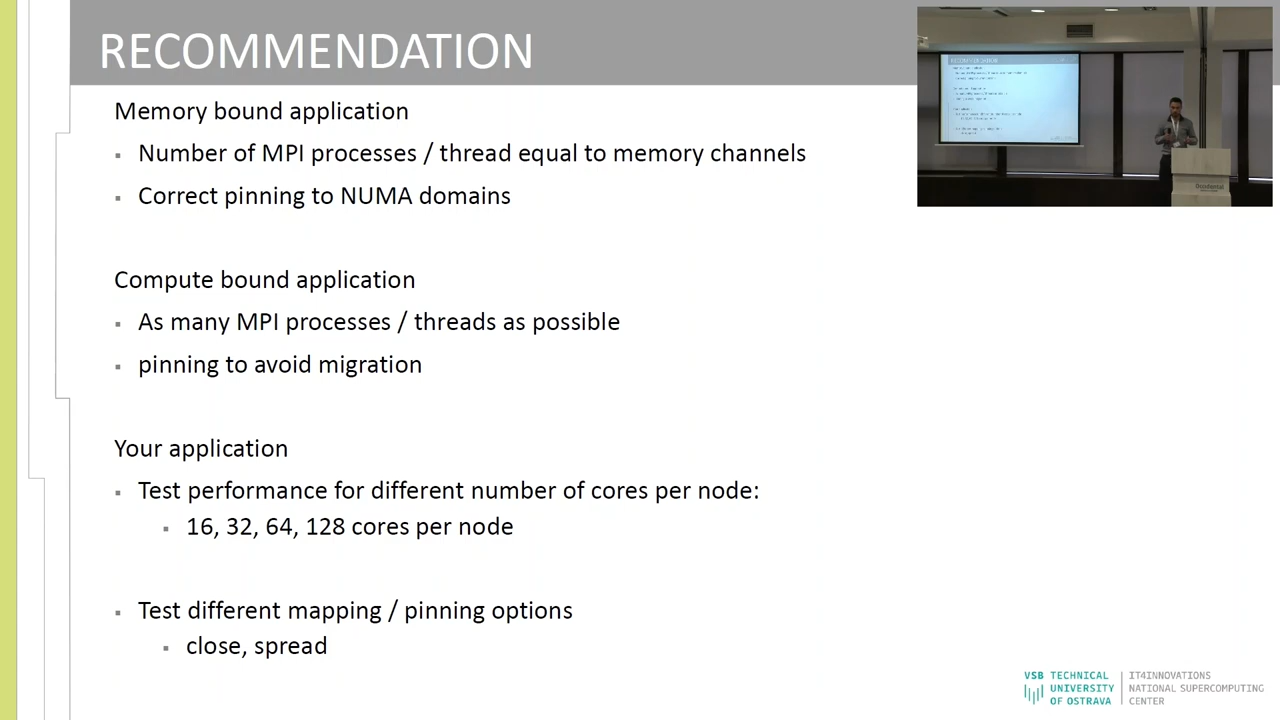 RECOMMENDATION
Memory bound application
Number of MPI processes / thread equal to memory channels
Correct pinning to NUMA domains
Compute bound application
As many MPI processes / threads as possible
pinning to avoid migration
Your application
Test performance for different number of cores per node:
16, 32, 64, 128 cores per node
Test different mapping / pinning options
close, spread
VSB TECHNICAL
UNIVERSITY
OF OSTRAVA
IT4INNOVATIONS
NATIONAL SUPERCOMPUTING
CENTER
RECOMMENDATION
Occidental